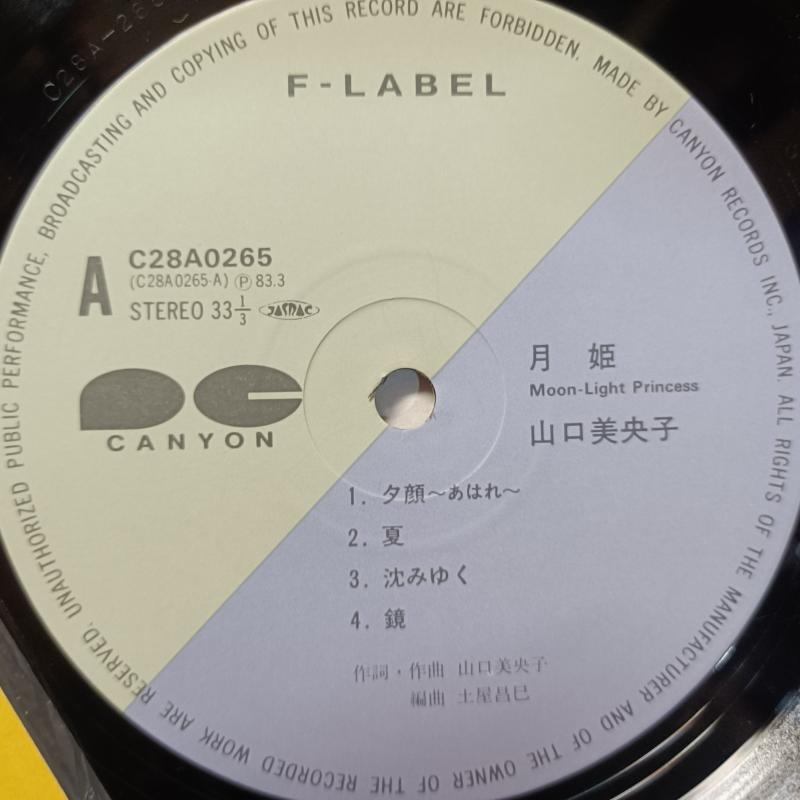 F-LABEL
A
C28A0265
(C28A0265-A) Ⓟ 83.3
STEREO 33 1/3 JASRAC
CANYON
月 姫
Moon-Light Princess
山口美央子
1. 夕顔〜あはれ〜
2. 夏
3. 沈みゆく
4. 鏡
作詞・作曲 山口美央子
編曲 土屋昌巳
MADE BY CANYON RECORDS INC., JAPAN. ALL RIGHTS OF THE MANUFACTURER AND OF THE OWNER OF THE RECORDED WORK ARE RESERVED. UNAUTHORIZED PUBLIC PERFORMANCE, BROADCASTING AND COPYING OF THIS RECORD ARE FORBIDDEN.